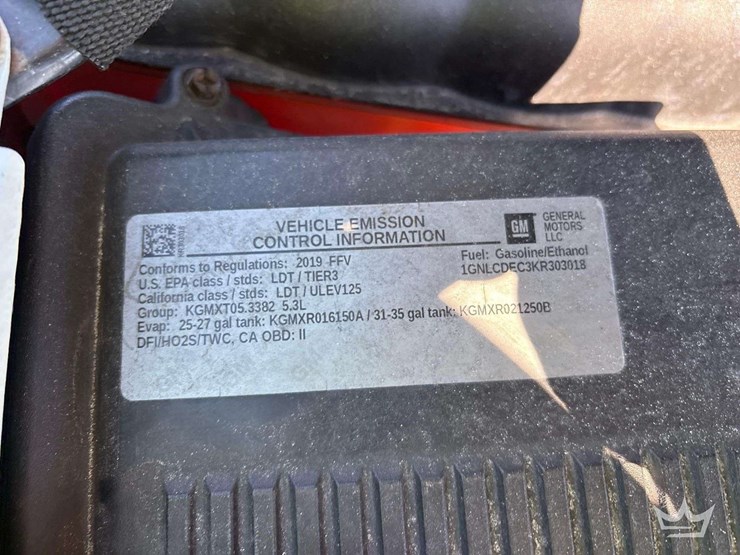 VEHICLE EMISSION
CONTROL INFORMATION
GM
GENERAL
MOTORS
LLC
Conforms to Regulations: 2019 FFV
Fuel: Gasoline/Ethanol
U.S. EPA class / stds: LDT / TIER3
1GNLCDEC3KR303018
California class / stds: LDT / ULEV125
Group: KGMXT05.3382 5.3L
Evap: 25-27 gal tank: KGMXR016150A / 31-35 gal tank: KGMXR021250B
DFI/HO2S/TWC, CA OBD: II